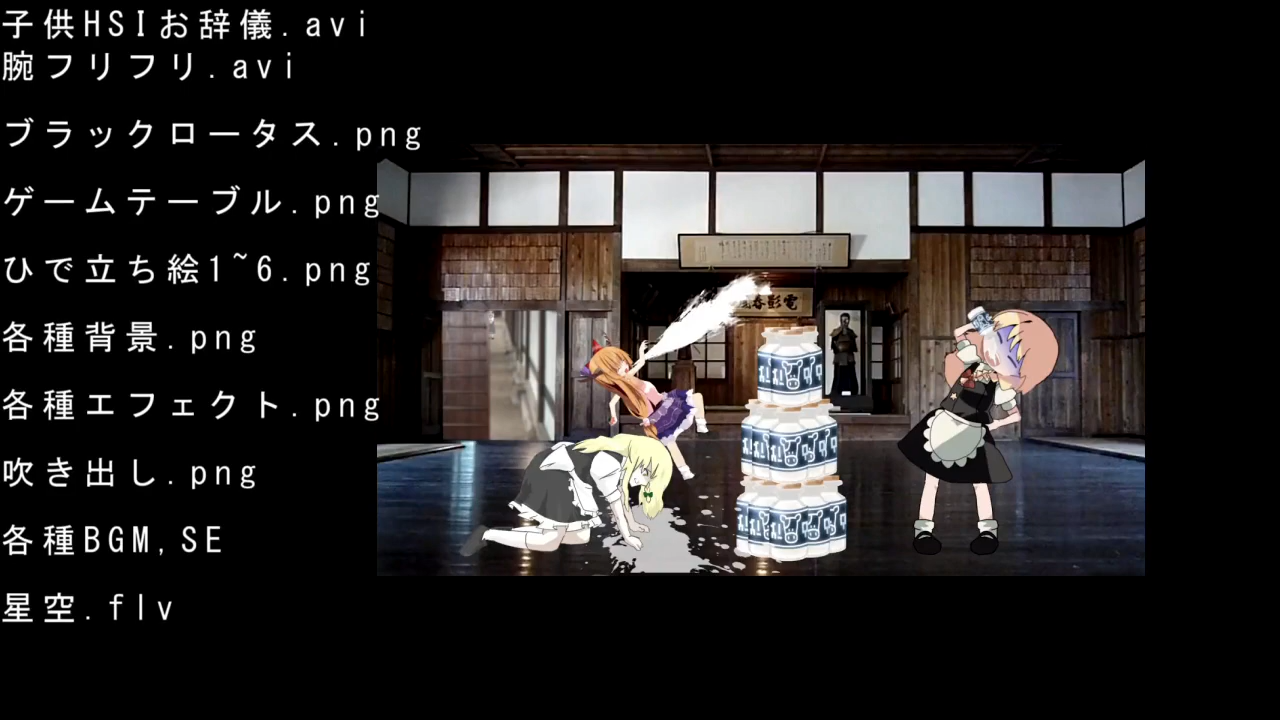 子供HSIお辞儀.avi
腕フリフリ.avi
ブラックロータス.png
ゲームテーブル.png
ひで立ち絵1~6.png
各種背景.png
各種エフェクト.png
吹き出し.png
各種BGM,SE
星空.flv